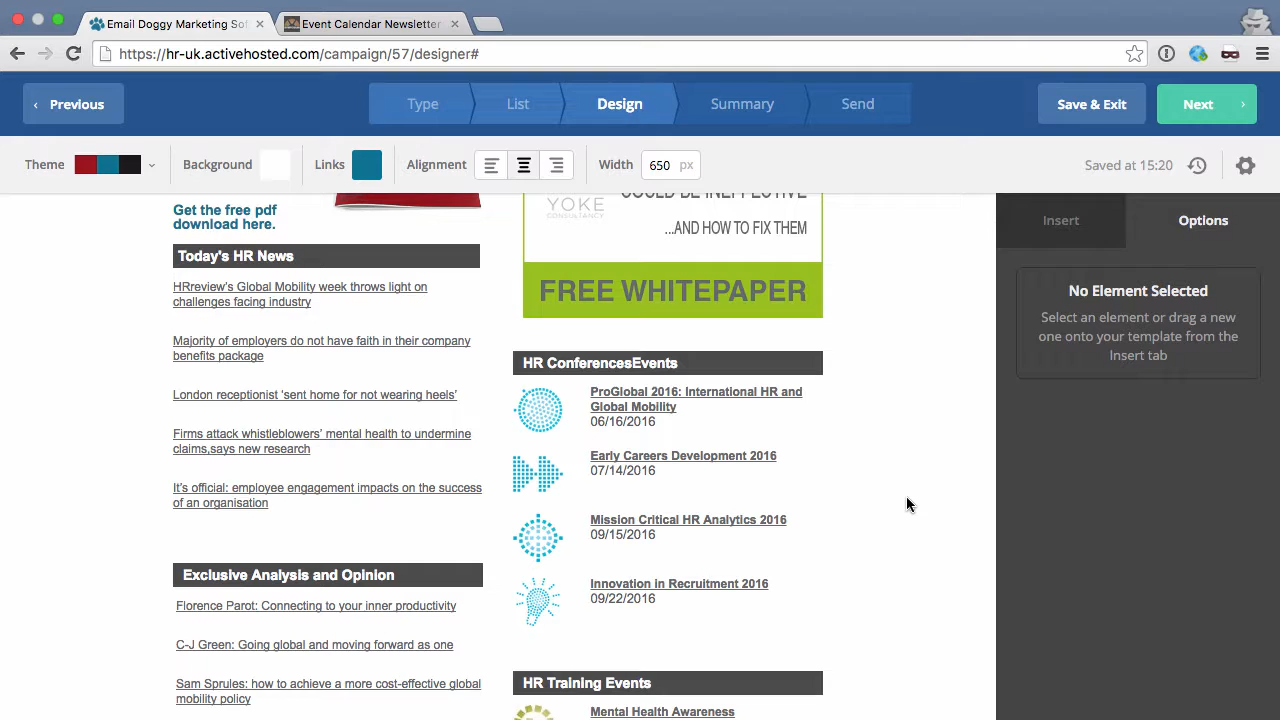 Email Doggy Marketing Sof
Event Calendar Newsletter
https://hr-uk.activehosted.com/campaign/57/designer#
‹ Previous
Type
List
Design
Summary
Send
Save & Exit
Next ›
Theme
Background
Links
Alignment
Width
650 px
Saved at 15:20
Get the free pdf
download here.
Today's HR News
HRreview's Global Mobility week throws light on
challenges facing industry
Majority of employers do not have faith in their company
benefits package
London receptionist 'sent home for not wearing heels'
Firms attack whistleblowers' mental health to undermine
claims,says new research
It's official: employee engagement impacts on the success
of an organisation
Exclusive Analysis and Opinion
Florence Parot: Connecting to your inner productivity
C-J Green: Going global and moving forward as one
Sam Sprules: how to achieve a more cost-effective global
mobility policy
YOKE
CONSULTANCY
COULD BE INEFFECTIVE
...AND HOW TO FIX THEM
FREE WHITEPAPER
HR ConferencesEvents
ProGlobal 2016: International HR and
Global Mobility
06/16/2016
Early Careers Development 2016
07/14/2016
Mission Critical HR Analytics 2016
09/15/2016
Innovation in Recruitment 2016
09/22/2016
HR Training Events
Mental Health Awareness
Insert
Options
No Element Selected
Select an element or drag a new
one onto your template from the
Insert tab